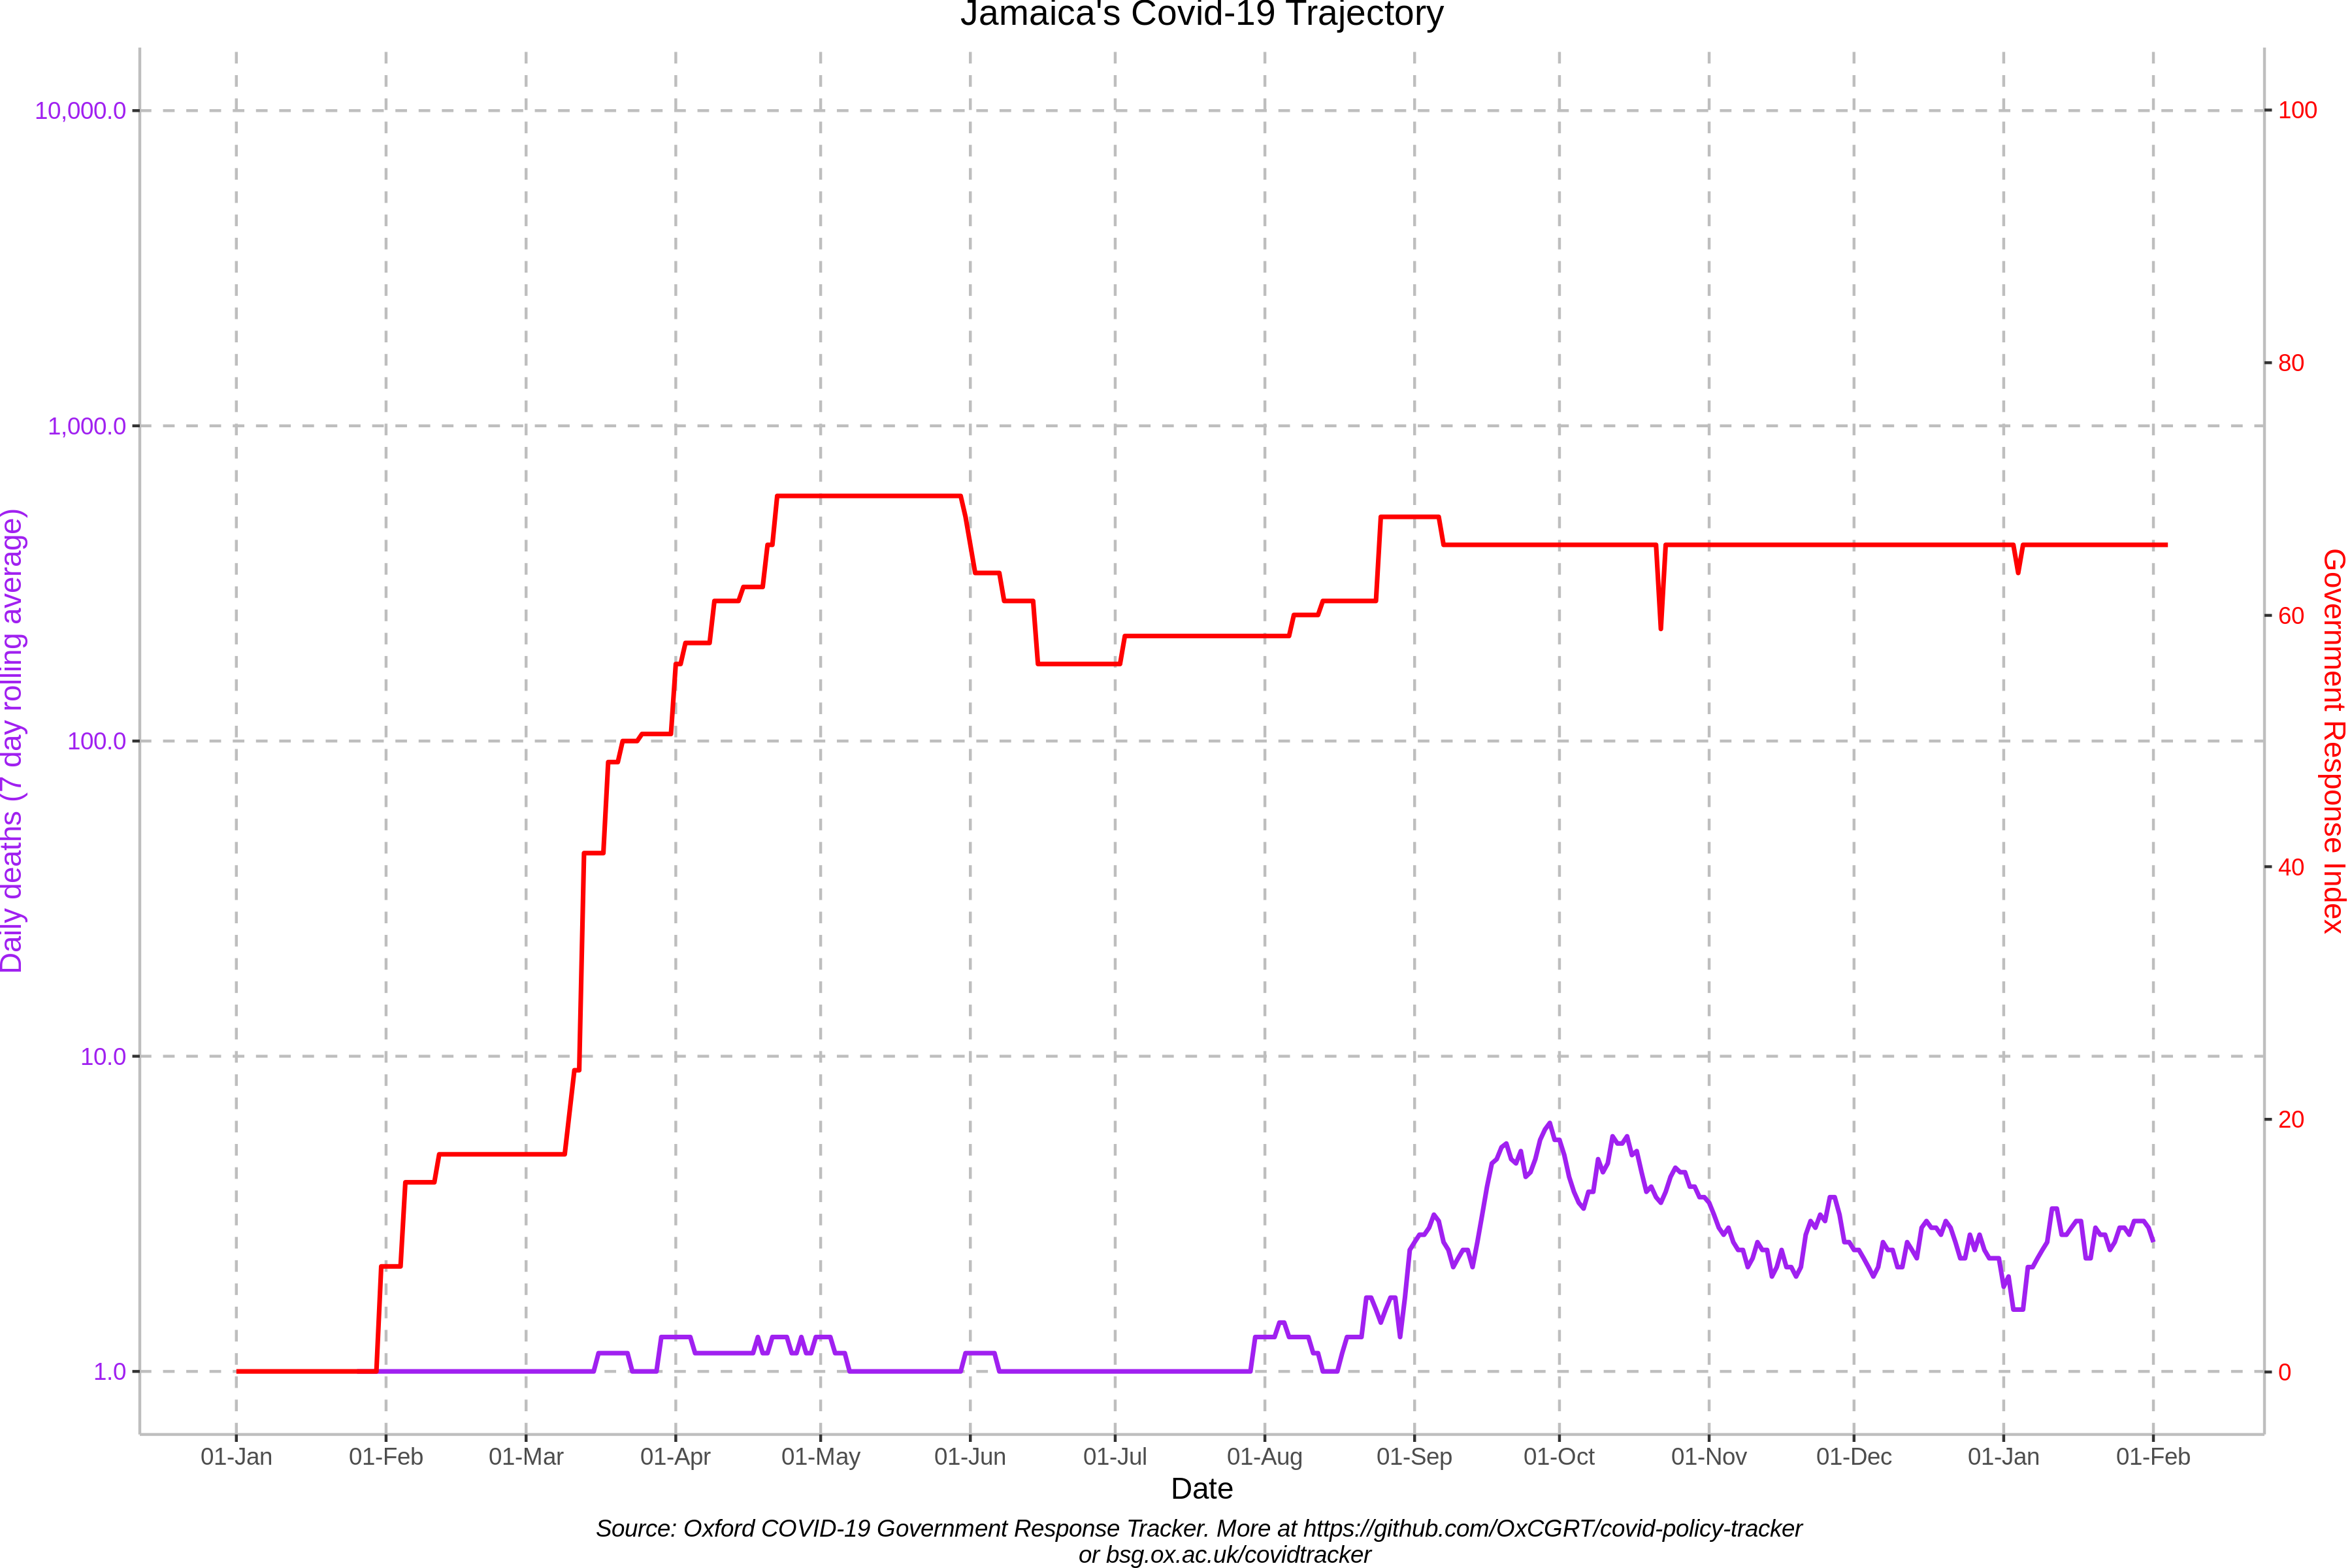 Jamaica's Covid-19 Trajectory
10,000.0
1,000.0
100.0
10.0
1.0
Daily deaths (7 day rolling average)
100
80
60
40
20
0
Government Response Index
01-Jan 01-Feb 01-Mar 01-Apr 01-May 01-Jun 01-Jul 01-Aug 01-Sep 01-Oct 01-Nov 01-Dec 01-Jan 01-Feb
Date
Source: Oxford COVID-19 Government Response Tracker. More at https://github.com/OxCGRT/covid-policy-tracker
or bsg.ox.ac.uk/covidtracker